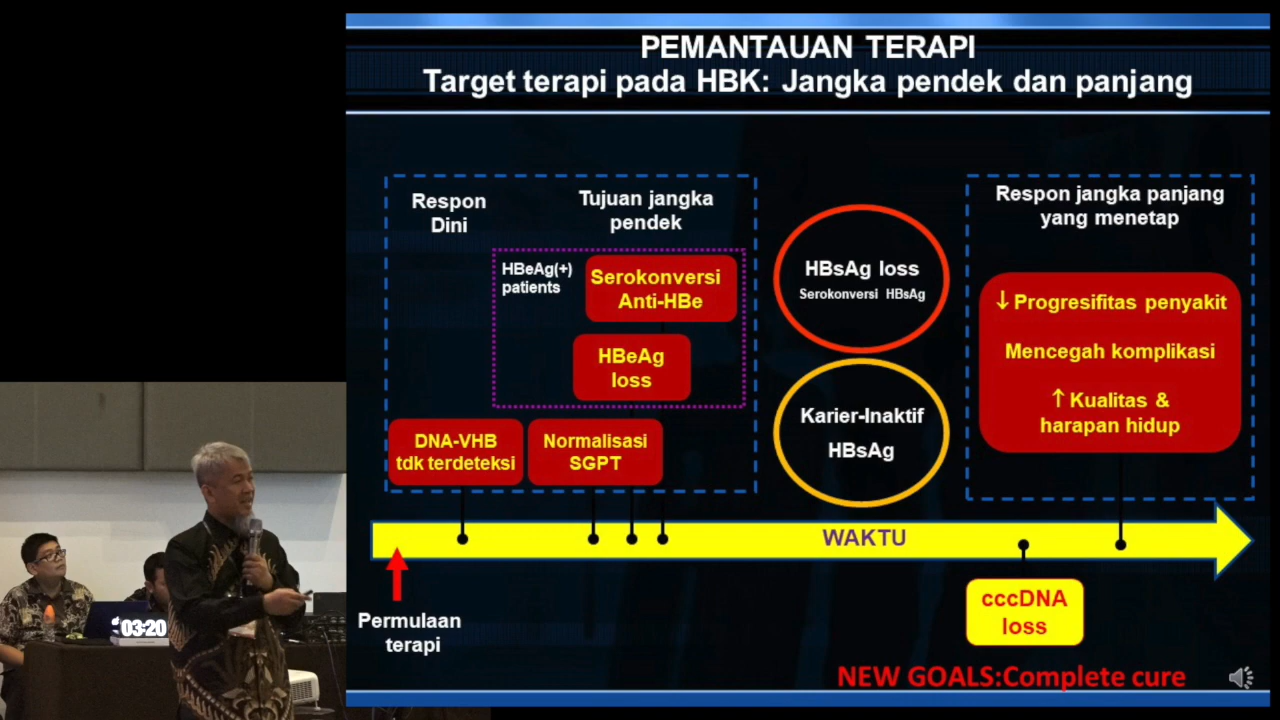 PEMANTAUAN TERAPI
Target terapi pada HBK: Jangka pendek dan panjang
Respon
Dini
Tujuan jangka
pendek
HBeAg(+)
patients
Serokonversi
Anti-HBe
HBeAg
loss
DNA-VHB
tdk terdeteksi
Normalisasi
SGPT
HBsAg loss
Serokonversi HBsAg
Karier-Inaktif
HBsAg
Respon jangka panjang
yang menetap
↓ Progresifitas penyakit
Mencegah komplikasi
↑ Kualitas &
harapan hidup
WAKTU
Permulaan
terapi
cccDNA
loss
NEW GOALS:Complete cure
03:20